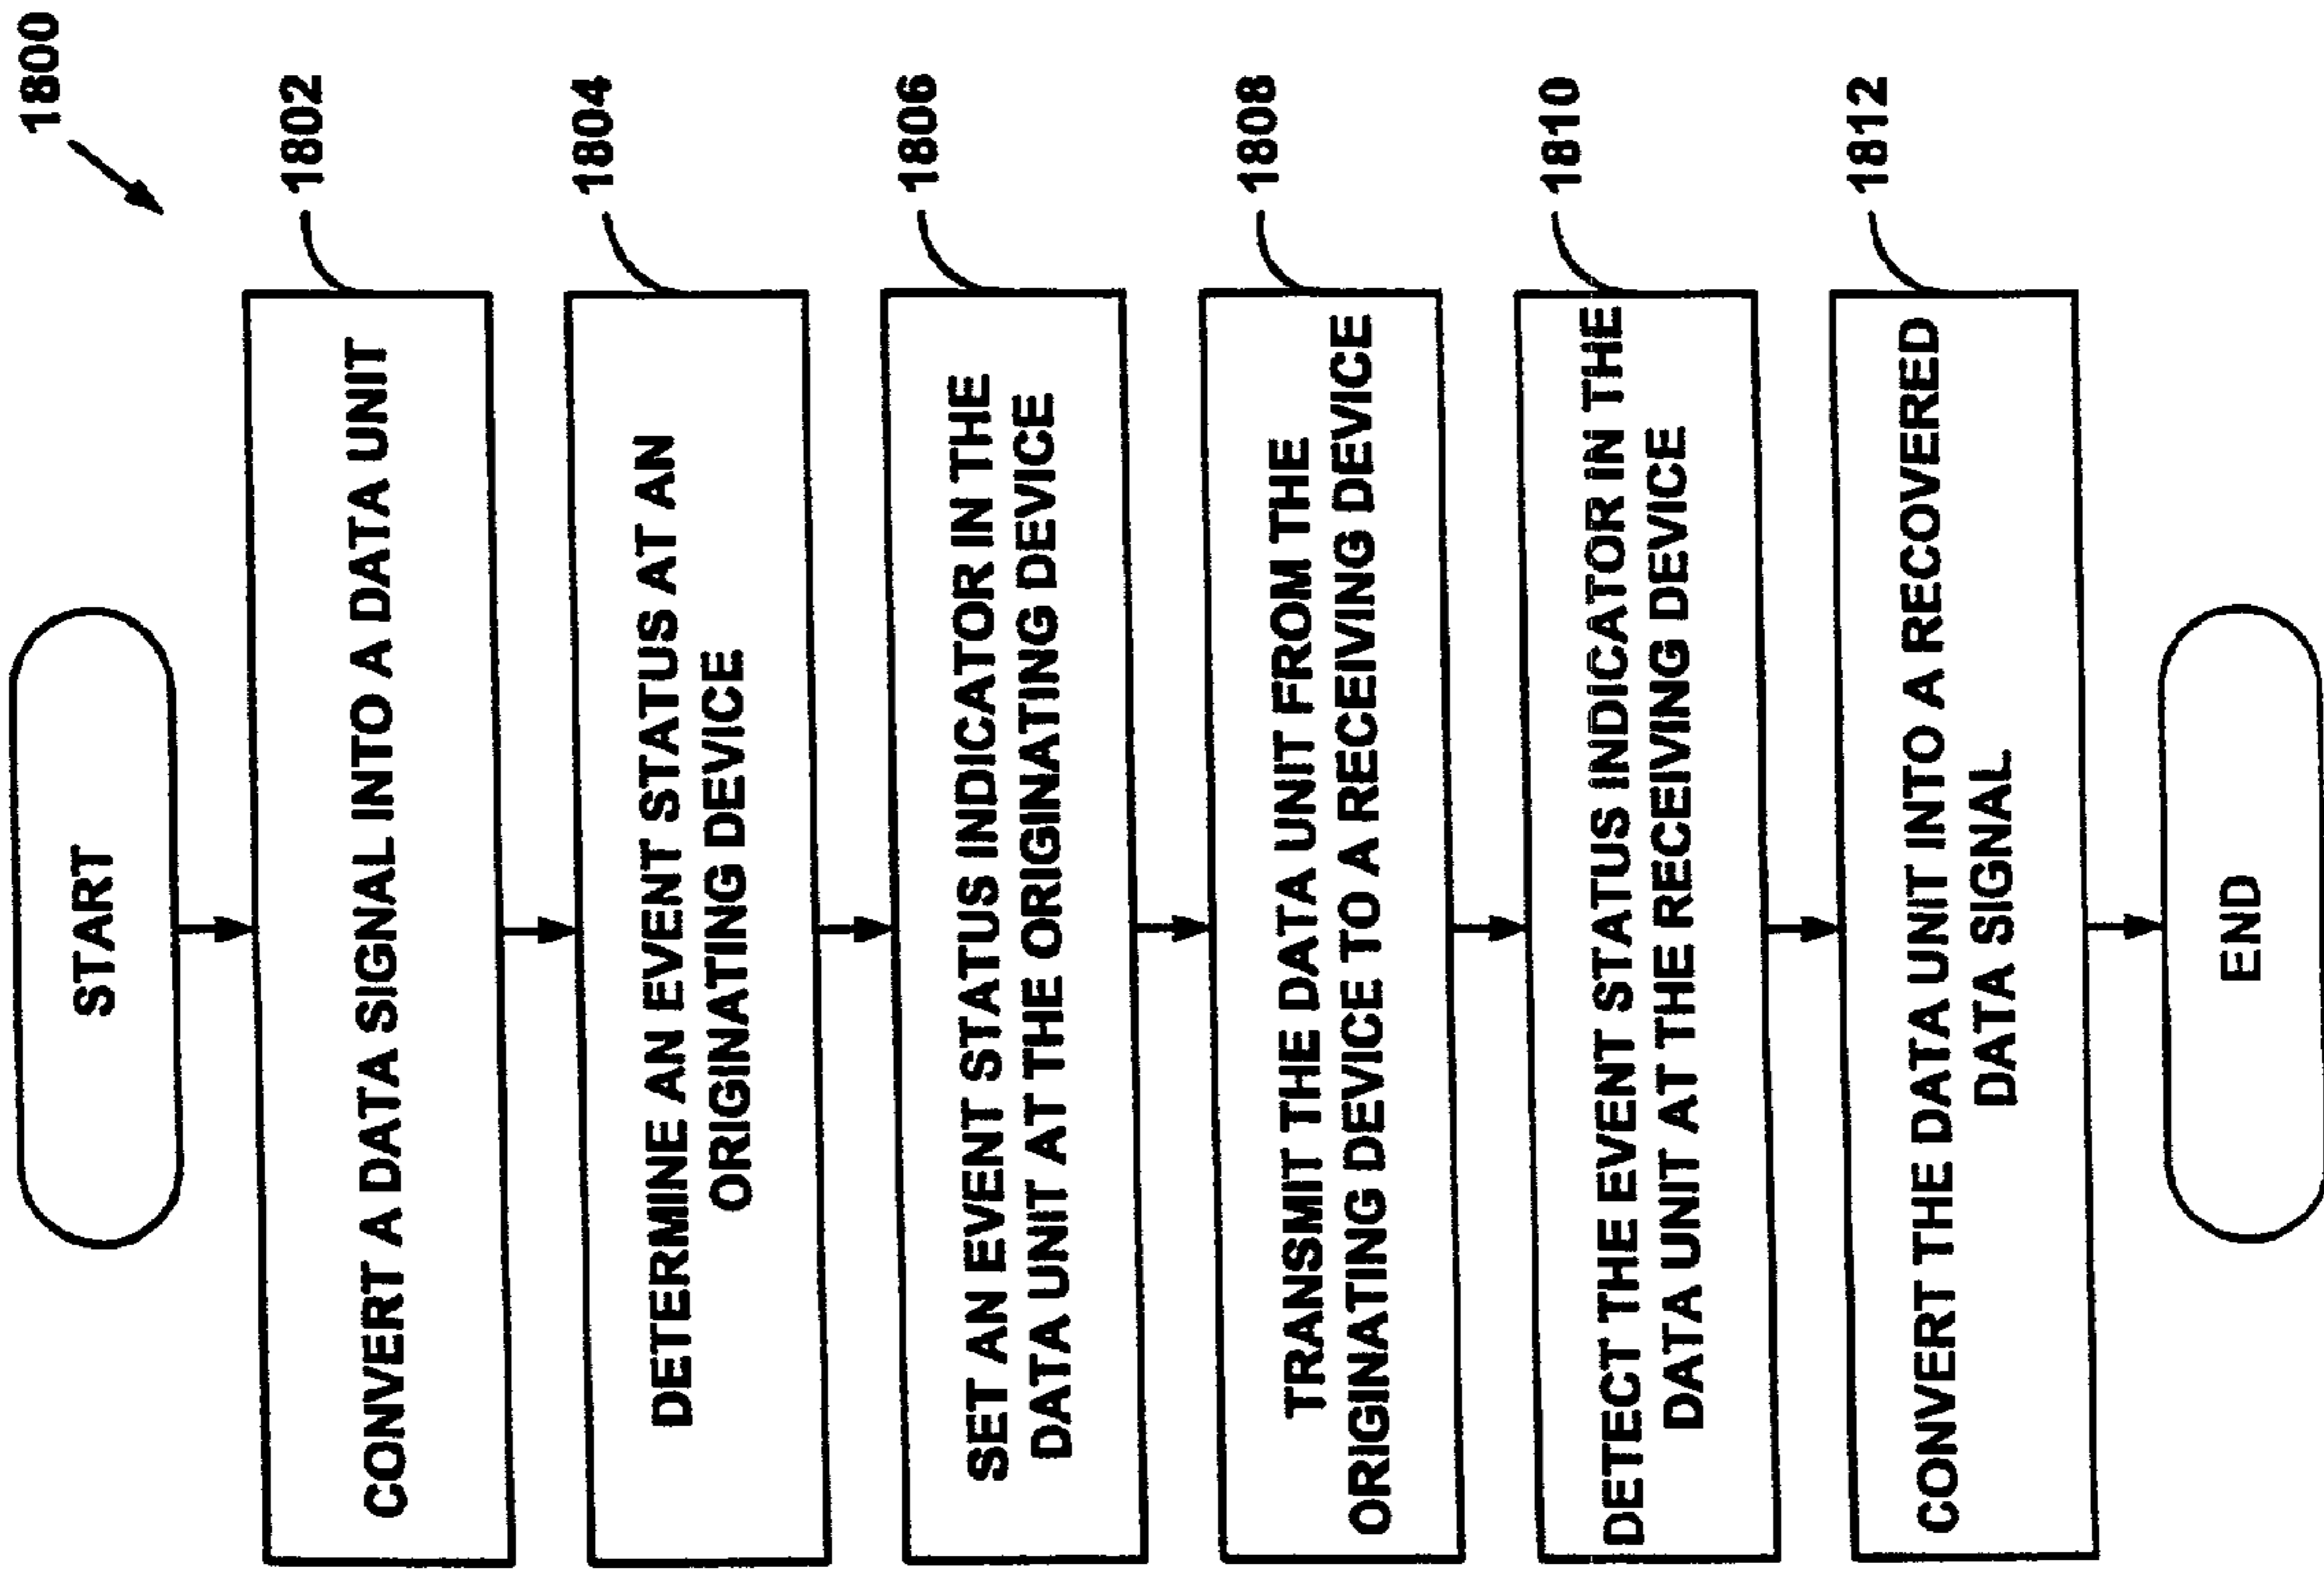 1800
START
CONVERT A DATA SIGNAL INTO A DATA UNIT
1802
DETERMINE AN EVENT STATUS AT AN
ORIGINATING DEVICE
1804
SET AN EVENT STATUS INDICATOR IN THE
DATA UNIT AT THE ORIGINATING DEVICE
1806
TRANSMIT THE DATA UNIT FROM THE
ORIGINATING DEVICE TO A RECEIVING DEVICE
1808
DETECT THE EVENT STATUS INDICATOR IN THE
DATA UNIT AT THE RECEIVING DEVICE
1810
CONVERT THE DATA UNIT INTO A RECOVERED
DATA SIGNAL
1812
END